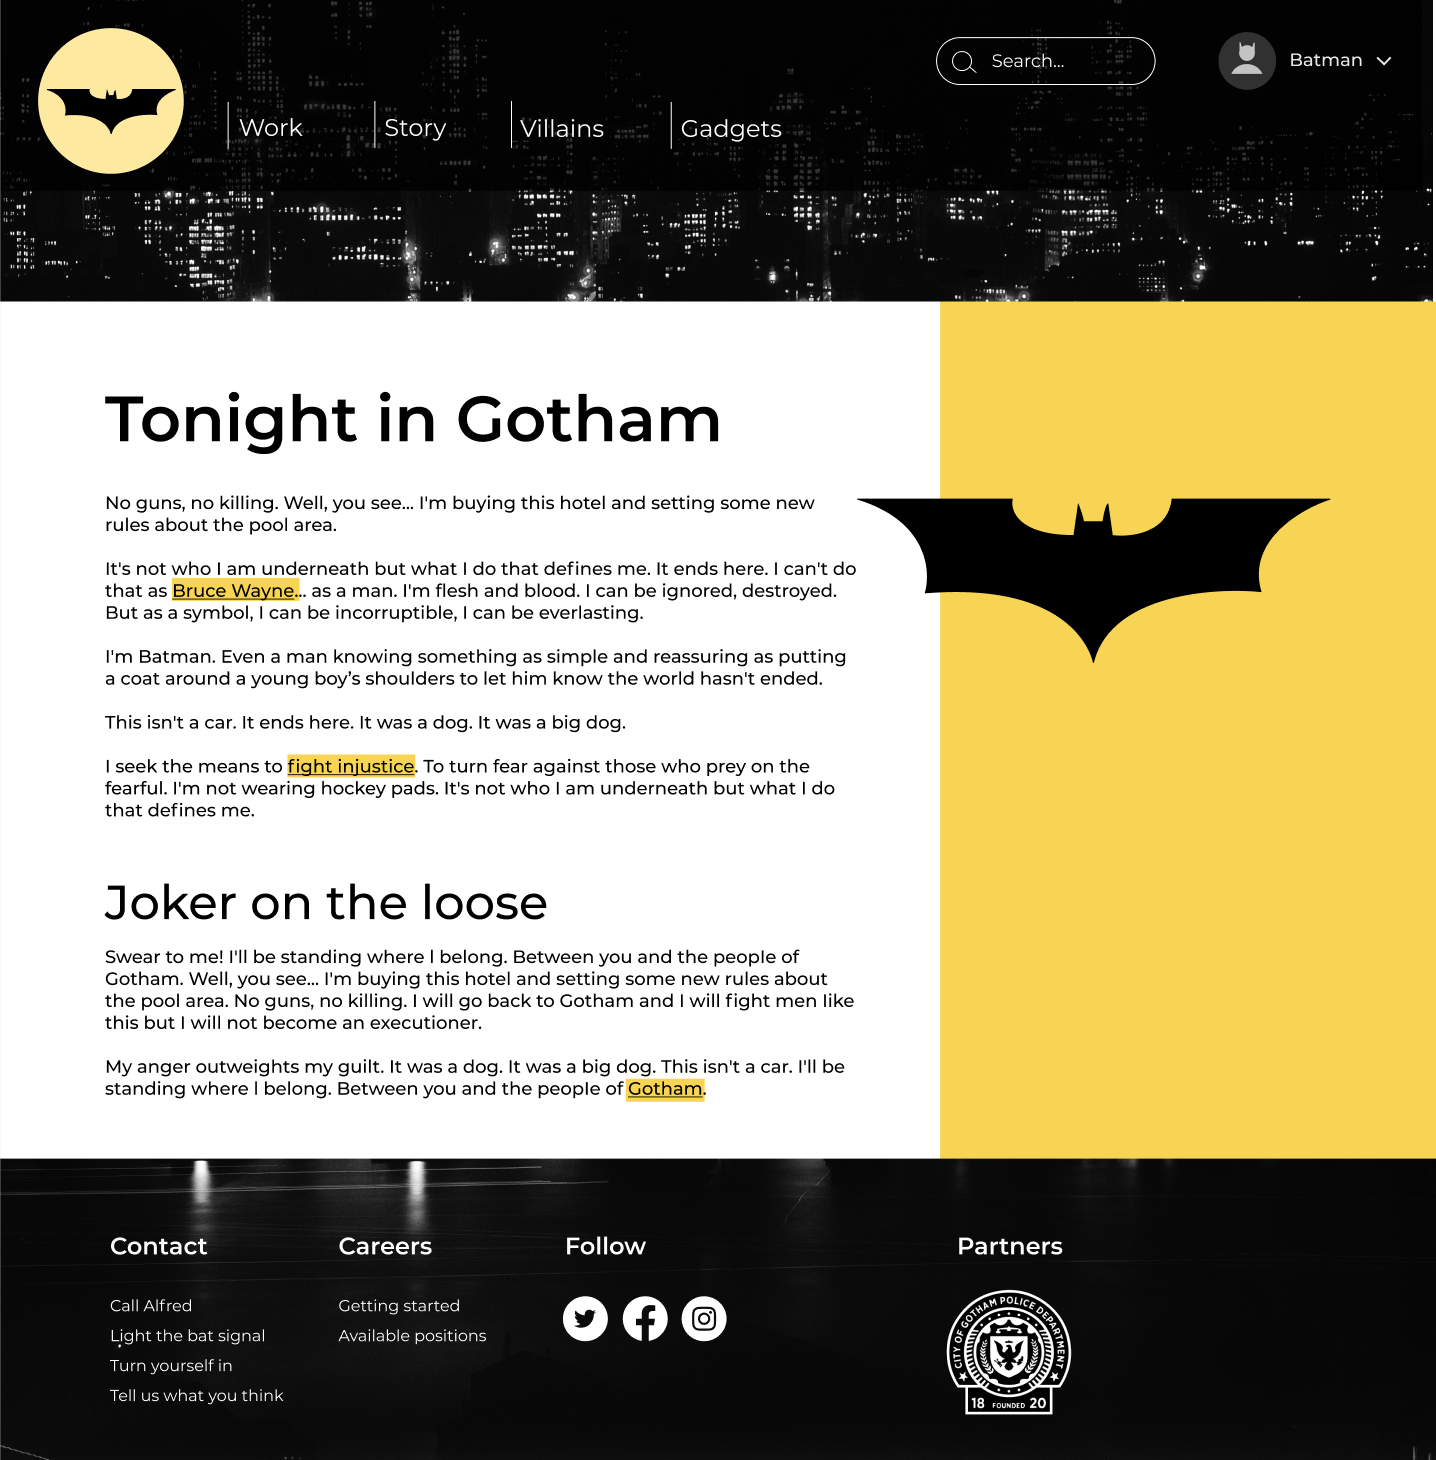 Search...
Batman
Work
Story
Villains
Gadgets
Tonight in Gotham
No guns, no killing. Well, you see... I'm buying this hotel and setting some new
rules about the pool area.
It's not who I am underneath but what I do that defines me. It ends here. I can't do
that as Bruce Wayne... as a man. I'm flesh and blood. I can be ignored, destroyed.
But as a symbol, I can be incorruptible, I can be everlasting.
I'm Batman. Even a man knowing something as simple and reassuring as putting
a coat around a young boy’s shoulders to let him know the world hasn't ended.
This isn't a car. It ends here. It was a dog. It was a big dog.
I seek the means to fight injustice. To turn fear against those who prey on the
fearful. I'm not wearing hockey pads. It's not who I am underneath but what I do
that defines me.
Joker on the loose
Swear to me! I'll be standing where l belong. Between you and the people of
Gotham. Well, you see... I'm buying this hotel and setting some new rules about
the pool area. No guns, no killing. I will go back to Gotham and I will fight men like
this but I will not become an executioner.
My anger outweights my guilt. It was a dog. It was a big dog. This isn't a car. I'll be
standing where l belong. Between you and the people of Gotham.
Contact
Call Alfred
Light the bat signal
Turn yourself in
Tell us what you think
Careers
Getting started
Available positions
Follow
Partners
CITY OF GOTHAM POLICE DEPARTMENT
18 FOUNDED 20